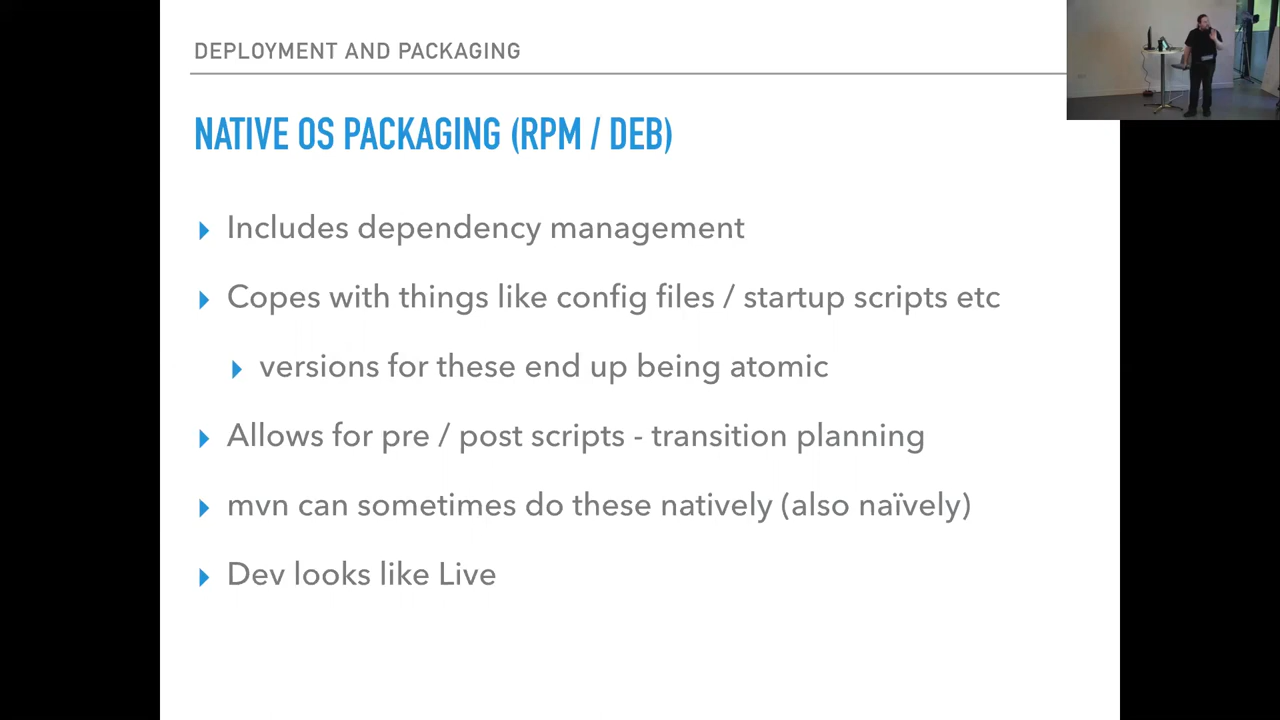 DEPLOYMENT AND PACKAGING
NATIVE OS PACKAGING (RPM / DEB)
Includes dependency management
Copes with things like config files / startup scripts etc
versions for these end up being atomic
Allows for pre / post scripts - transition planning
mvn can sometimes do these natively (also naïvely)
Dev looks like Live